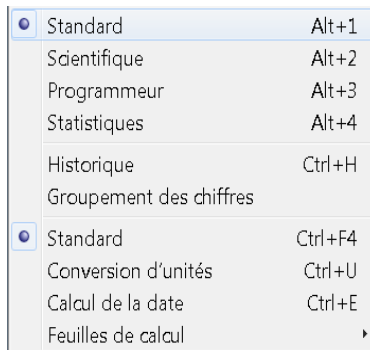 Standard Alt+1
Scientifique Alt+2
Programmeur Alt+3
Statistiques Alt+4
Historique Ctrl+H
Groupement des chiffres
Standard Ctrl+F4
Conversion d'unités Ctrl+U
Calcul de la date Ctrl+E
Feuilles de calcul